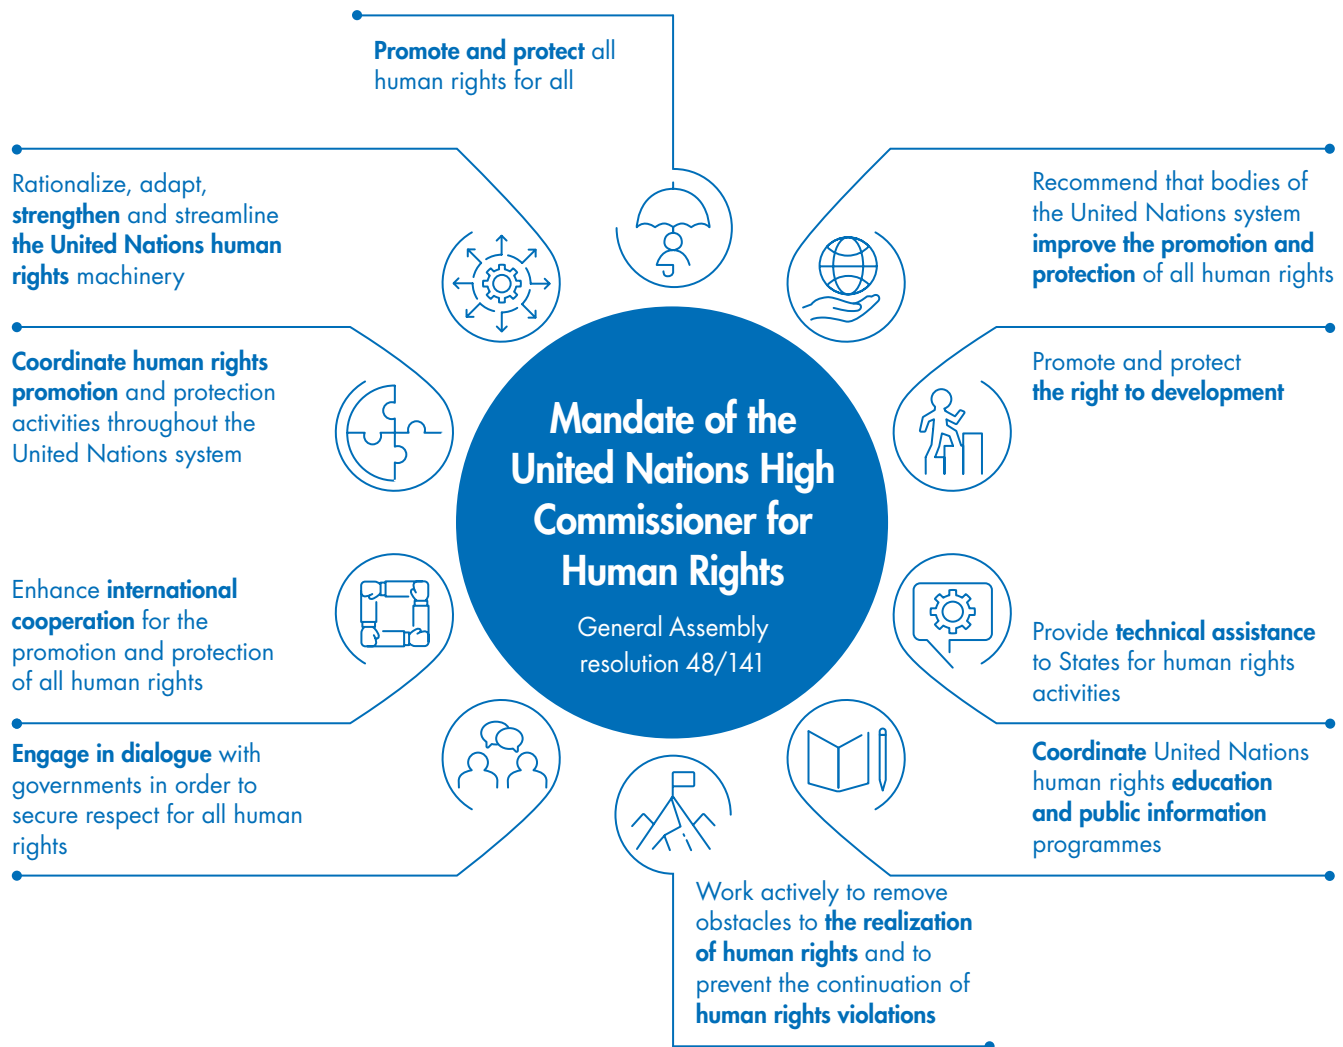 Promote and protect all
human rights for all
Recommend that bodies of
the United Nations system
improve the promotion and
protection of all human rights
Promote and protect
the right to development
Provide technical assistance
to States for human rights
activities
Coordinate United Nations
human rights education
and public information
programmes
Work actively to remove
obstacles to the realization
of human rights and to
prevent the continuation of
human rights violations
Engage in dialogue with
governments in order to
secure respect for all human
rights
Enhance international
cooperation for the
promotion and protection
of all human rights
Coordinate human rights
promotion and protection
activities throughout the
United Nations system
Rationalize, adapt,
strengthen and streamline
the United Nations human
rights machinery
Mandate of the
United Nations High
Commissioner for
Human Rights
General Assembly
resolution 48/141